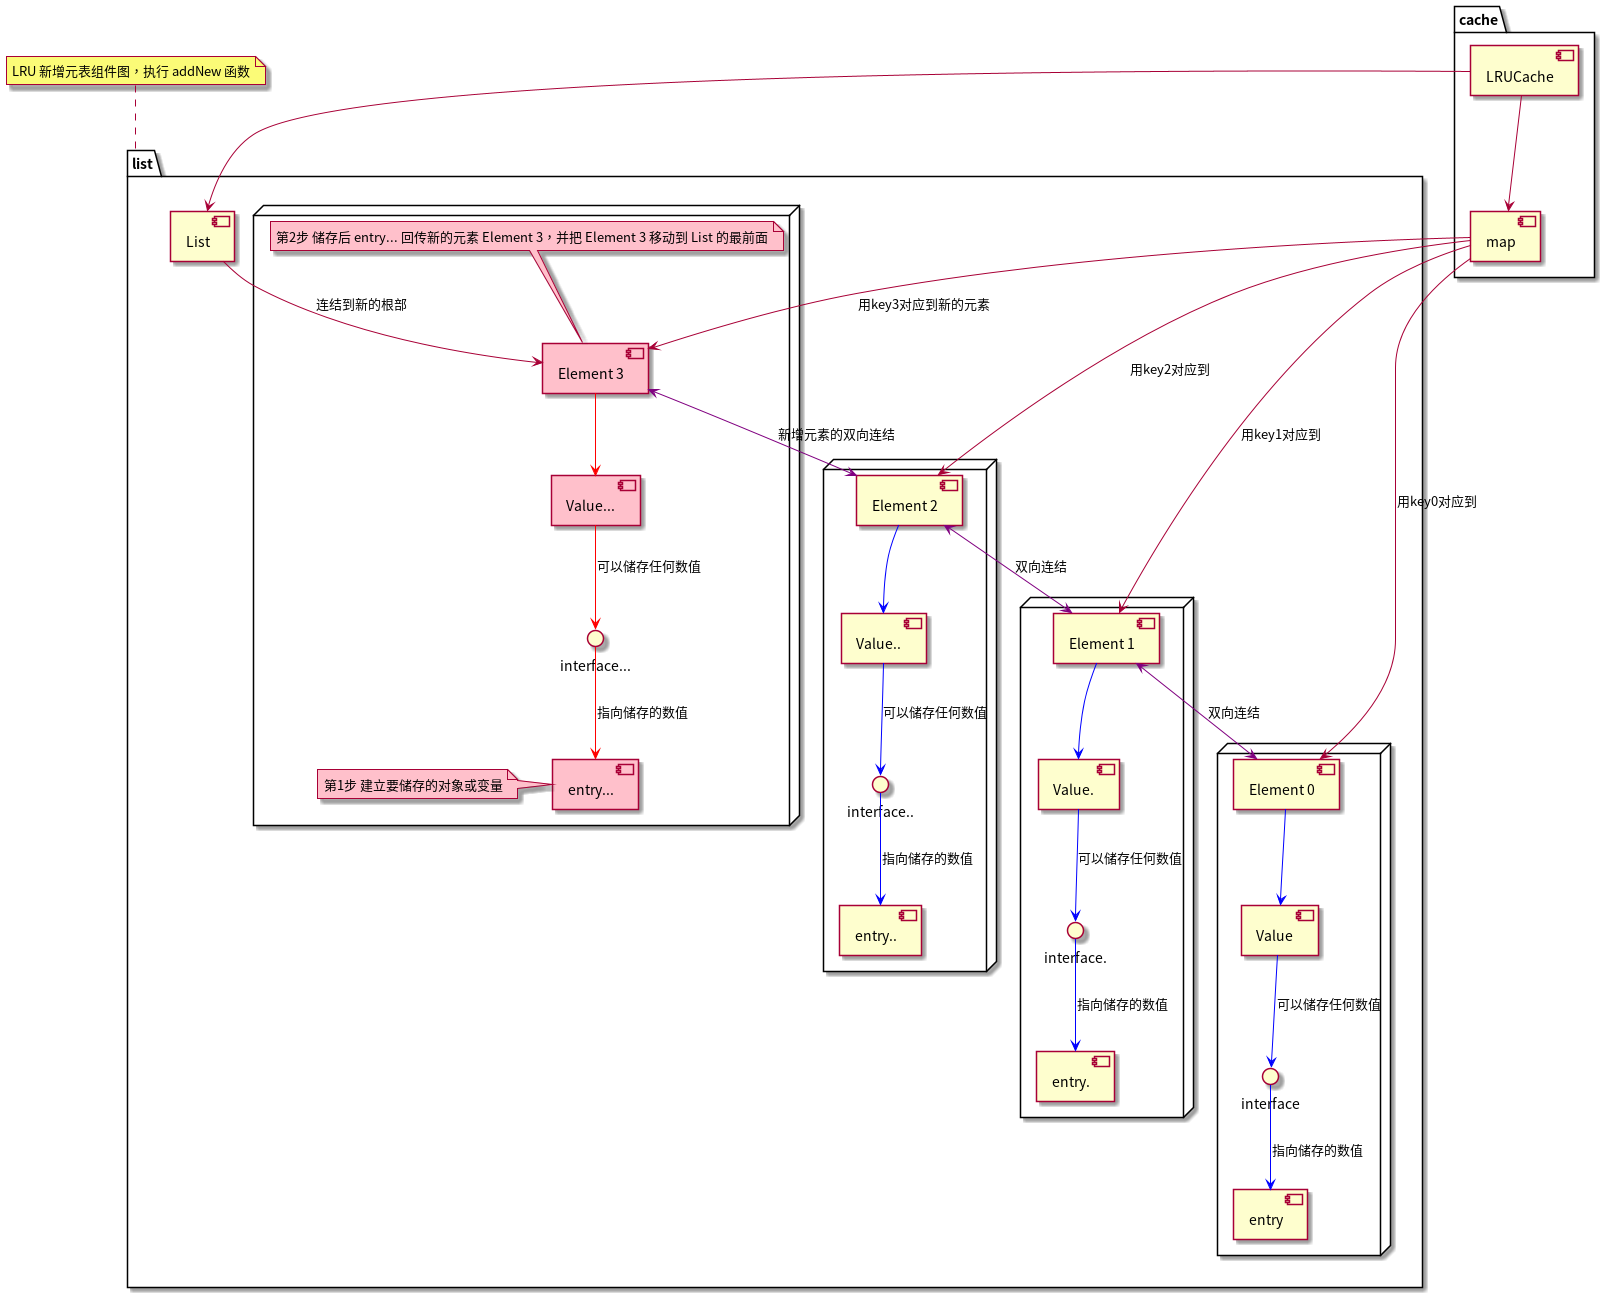 cache
LRUCache
LRU 新增元表组件图，执行 addNew 函数
list
List
第2步 储存后 entry... 回传新的元素 Element 3，并把 Element 3 移动到 List 的最前面
map
连结到新的根部
用key3对应到新的元素
Element 3
用key2对应到
新增元素的双向连结
用key1对应到
Value...
Element 2
用key0对应到
可以储存任何数值
双向连结
interface...
Value..
Element 1
指向储存的数值
可以储存任何数值
双向连结
第1步 建立要储存的对象或变量
entry...
interface..
Value.
Element 0
指向储存的数值
可以储存任何数值
entry..
interface.
Value
指向储存的数值
可以储存任何数值
entry.
interface
指向储存的数值
entry